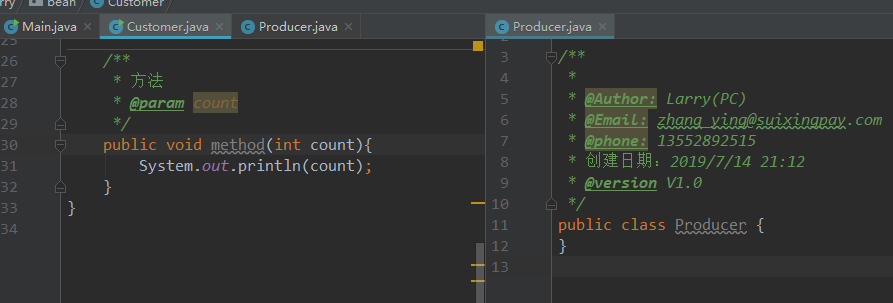 rry bean Customer
Main.java Customer.java Producer.java
25
26 /**
27 * 方法
28 * @param count
29 */
30 public void method(int count){
31 System.out.println(count);
32 }
33 }
34
Producer.java
3 /**
4 *
5 * @Author: Larry(PC)
6 * @Email: zhang_ying@suixingpay.com
7 * @phone: 13552892515
8 * 创建日期：2019/7/14 21:12
9 * @version V1.0
10 */
11 public class Producer {
12 }
13